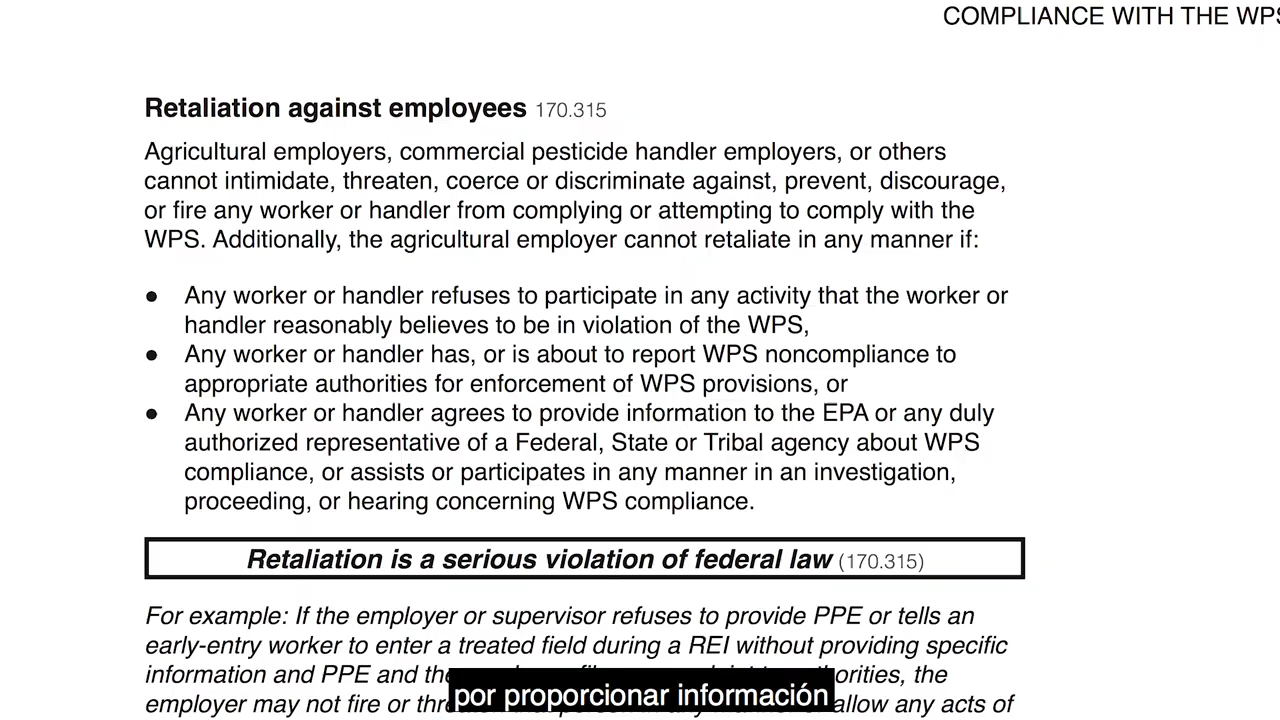 COMPLIANCE WITH THE WPS
Retaliation against employees 170.315
Agricultural employers, commercial pesticide handler employers, or others
cannot intimidate, threaten, coerce or discriminate against, prevent, discourage,
or fire any worker or handler from complying or attempting to comply with the
WPS. Additionally, the agricultural employer cannot retaliate in any manner if:
● Any worker or handler refuses to participate in any activity that the worker or
handler reasonably believes to be in violation of the WPS,
● Any worker or handler has, or is about to report WPS noncompliance to
appropriate authorities for enforcement of WPS provisions, or
● Any worker or handler agrees to provide information to the EPA or any duly
authorized representative of a Federal, State or Tribal agency about WPS
compliance, or assists or participates in any manner in an investigation,
proceeding, or hearing concerning WPS compliance.
Retaliation is a serious violation of federal law (170.315)
For example: If the employer or supervisor refuses to provide PPE or tells an
early-entry worker to enter a treated field during a REI without providing specific
information and PPE and the
the
employer may not fire or
allow any acts of
por proporcionar información